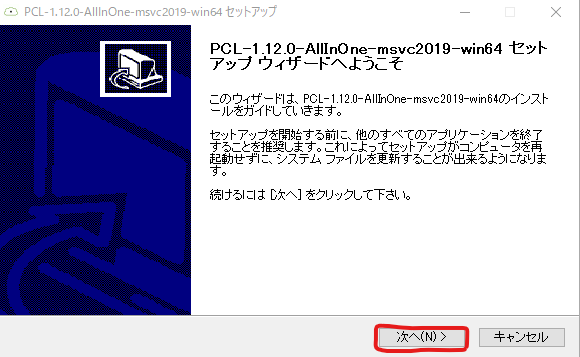 PCL-1.12.0-AllInOne-msvc2019-win64 セットアップ
PCL-1.12.0-AllInOne-msvc2019-win64 セット
アップ ウィザードへようこそ
このウィザードは、PCL-1.12.0-AllInOne-msvc2019-win64のインスト
ールをガイドしていきます。
セットアップを開始する前に、他のすべてのアプリケーションを終了
することを推奨します。これによってセットアップがコンピュータを再
起動せずに、システム ファイルを更新することが出来るようになりま
す。
続けるには [次へ] をクリックして下さい。
次へ(N) >
キャンセル